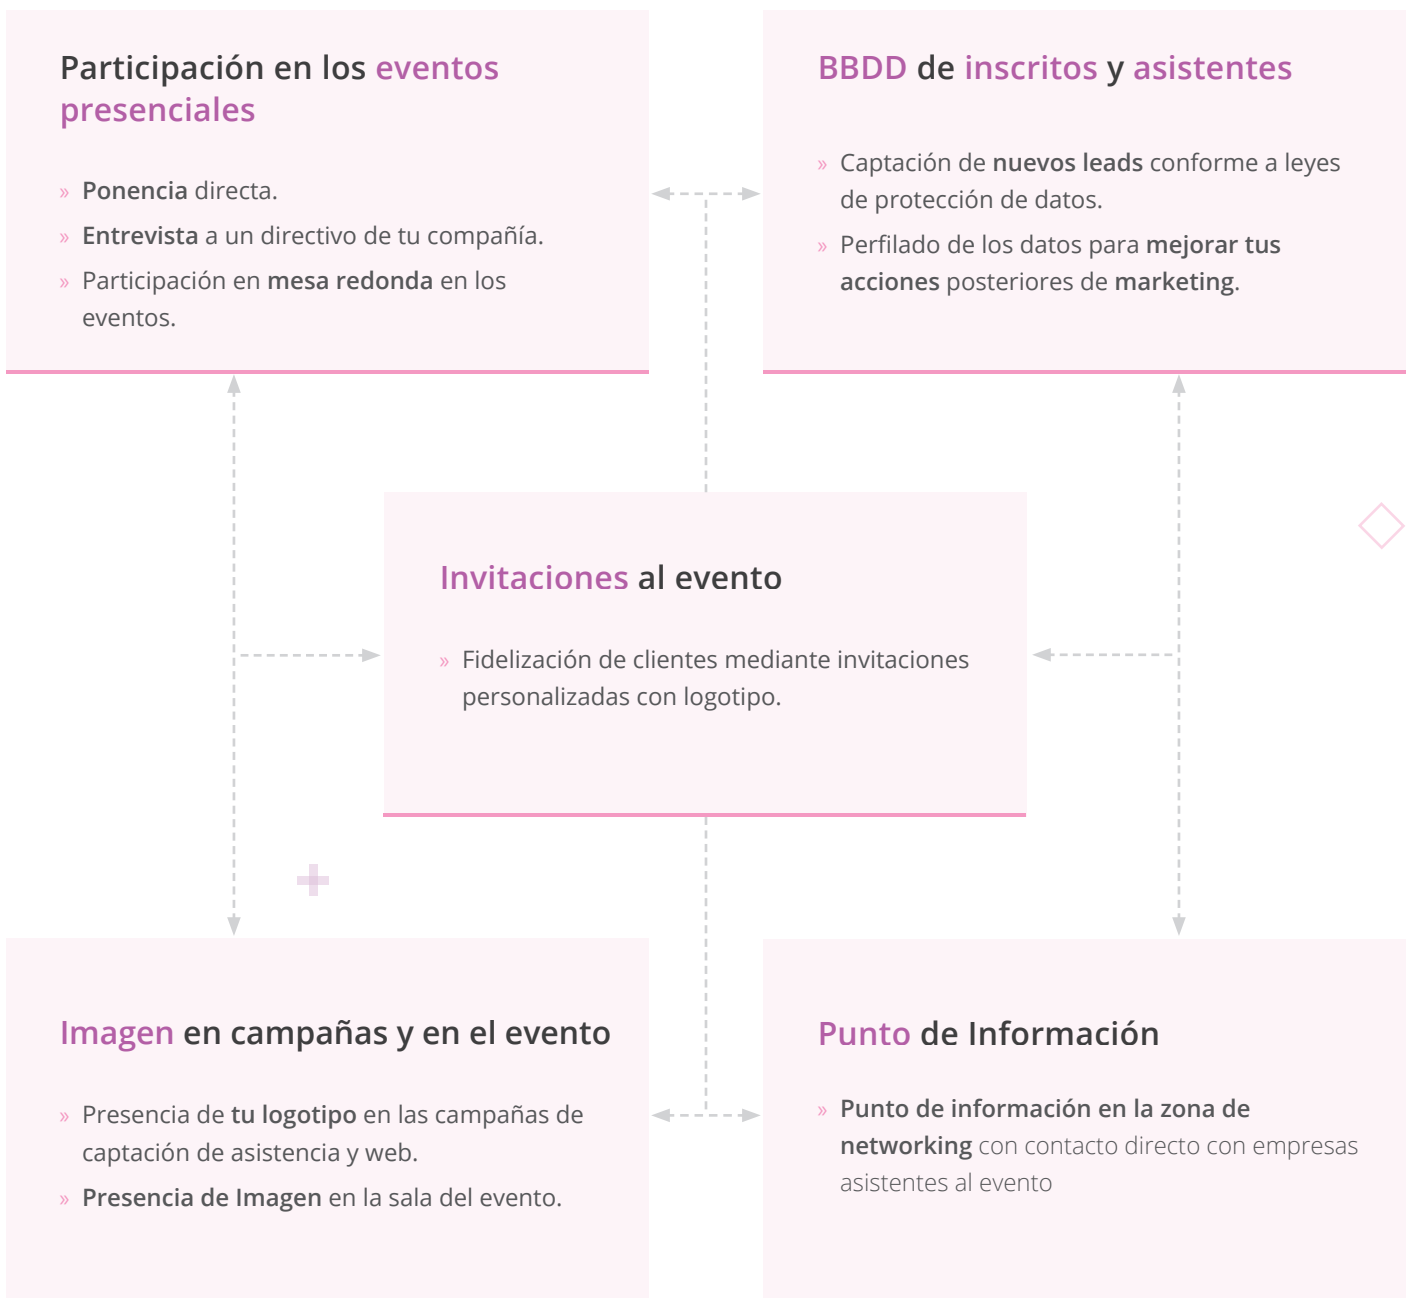 Participación en los eventos
presenciales
» Ponencia directa.
» Entrevista a un directivo de tu compañía.
» Participación en mesa redonda en los
eventos.
BBDD de inscritos y asistentes
» Captación de nuevos leads conforme a leyes
de protección de datos.
» Perfilado de los datos para mejorar tus
acciones posteriores de marketing.
Invitaciones al evento
» Fidelización de clientes mediante invitaciones
personalizadas con logotipo.
Imagen en campañas y en el evento
» Presencia de tu logotipo en las campañas de
captación de asistencia y web.
» Presencia de Imagen en la sala del evento.
Punto de Información
» Punto de información en la zona de
networking con contacto directo con empresas
asistentes al evento